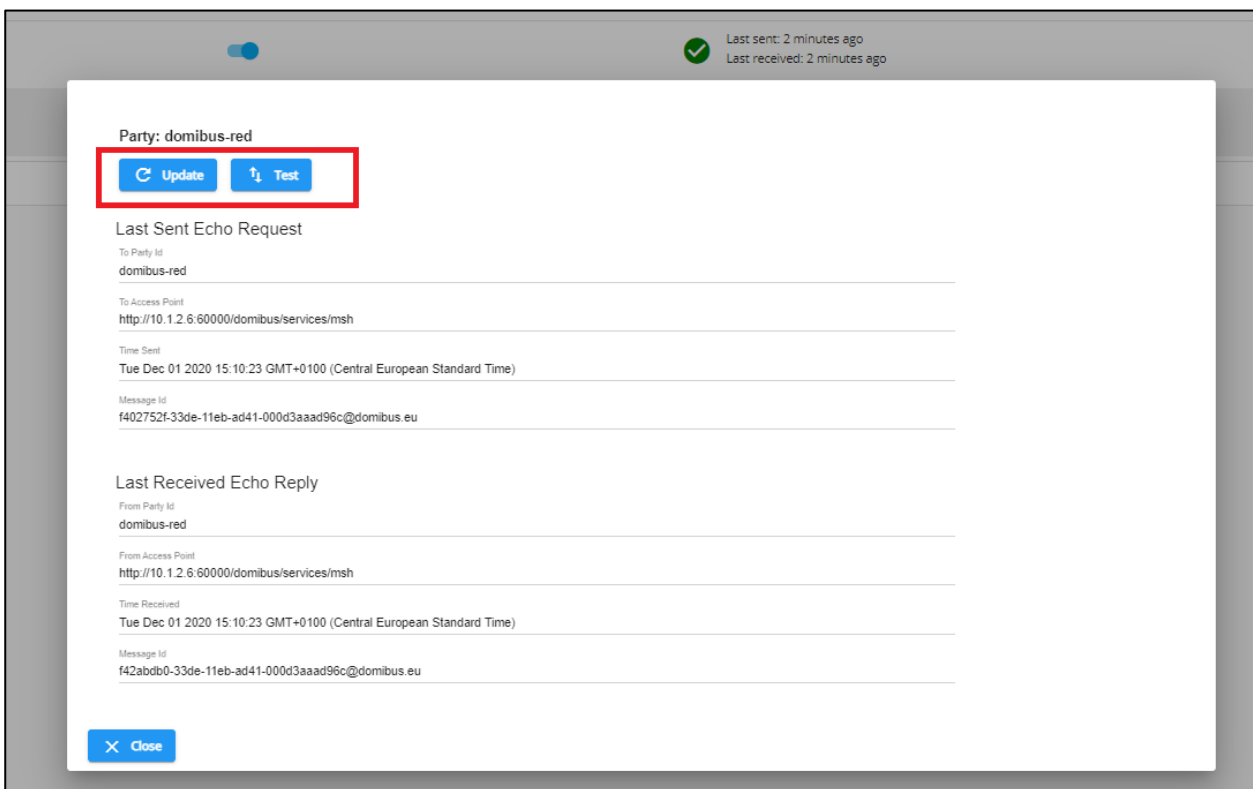 Last sent: 2 minutes ago
Last received: 2 minutes ago
Party: domibus-red
Update
Test
Last Sent Echo Request
To Party Id
domibus-red
To Access Point
http://10.1.2.6:60000/domibus/services/msh
Time Sent
Tue Dec 01 2020 15:10:23 GMT+0100 (Central European Standard Time)
Message Id
f402752f-33de-11eb-ad41-000d3aaad96c@domibus.eu
Last Received Echo Reply
From Party Id
domibus-red
From Access Point
http://10.1.2.6:60000/domibus/services/msh
Time Received
Tue Dec 01 2020 15:10:23 GMT+0100 (Central European Standard Time)
Message Id
f42abdb0-33de-11eb-ad41-000d3aaad96c@domibus.eu
Close